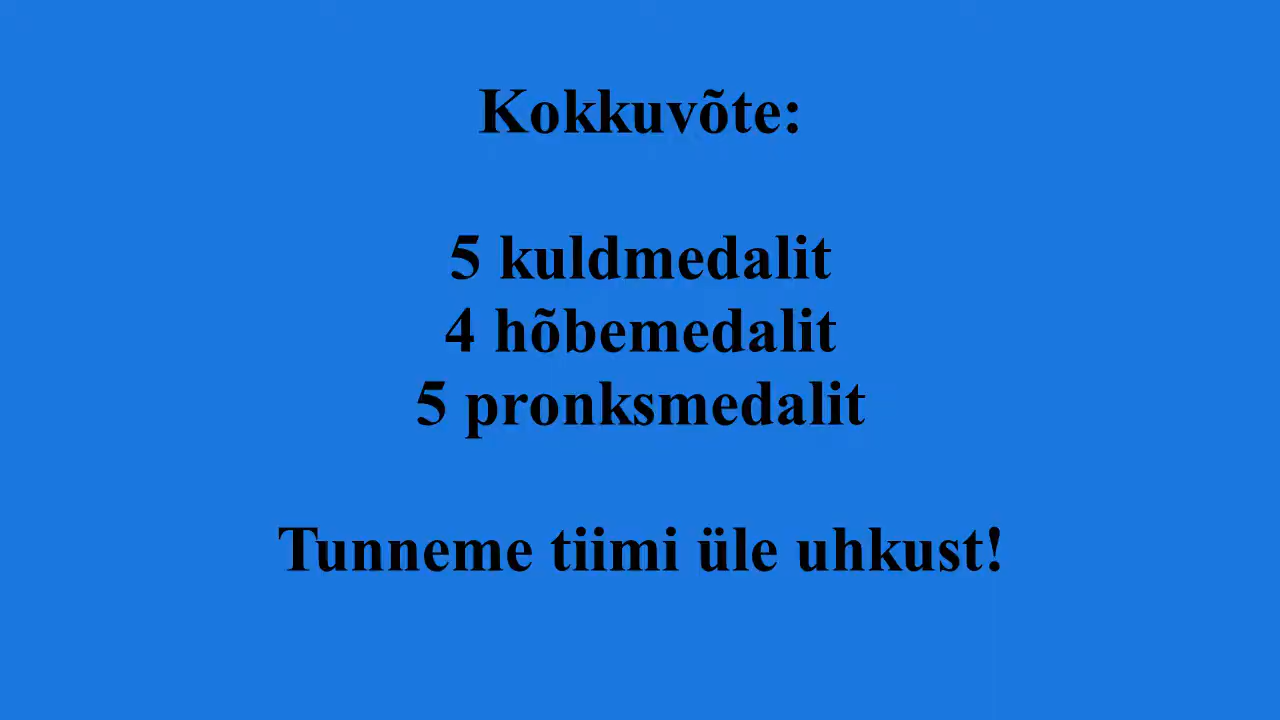 Kokkuvõte:
5 kuldmedalit
4 hõbemedalit
5 pronksmedalit
Tunneme tiimi üle uhkust!